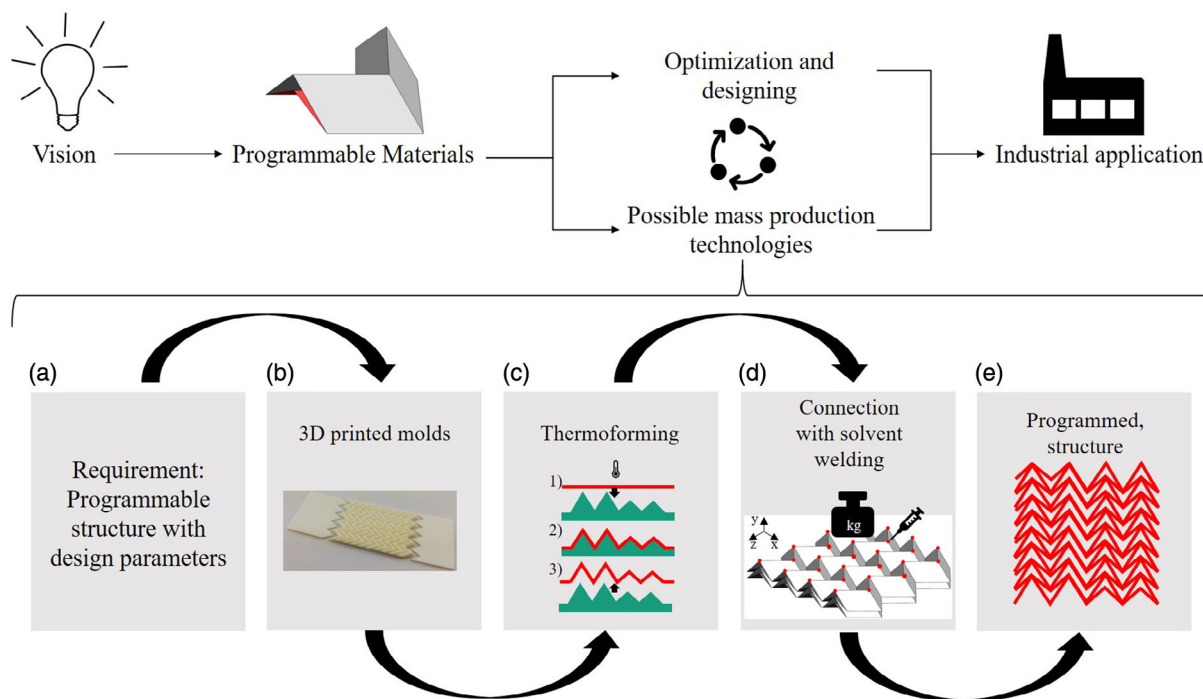 Vision
Programmable Materials
Optimization and
designing
Possible mass production
technologies
Industrial application
(a)
Requirement:
Programmable
structure with
design parameters
(b)
3D printed molds
(c)
Thermoforming
1)
2)
3)
(d)
Connection
with solvent
welding
kg
y
z
x
(e)
Programmed,
structure